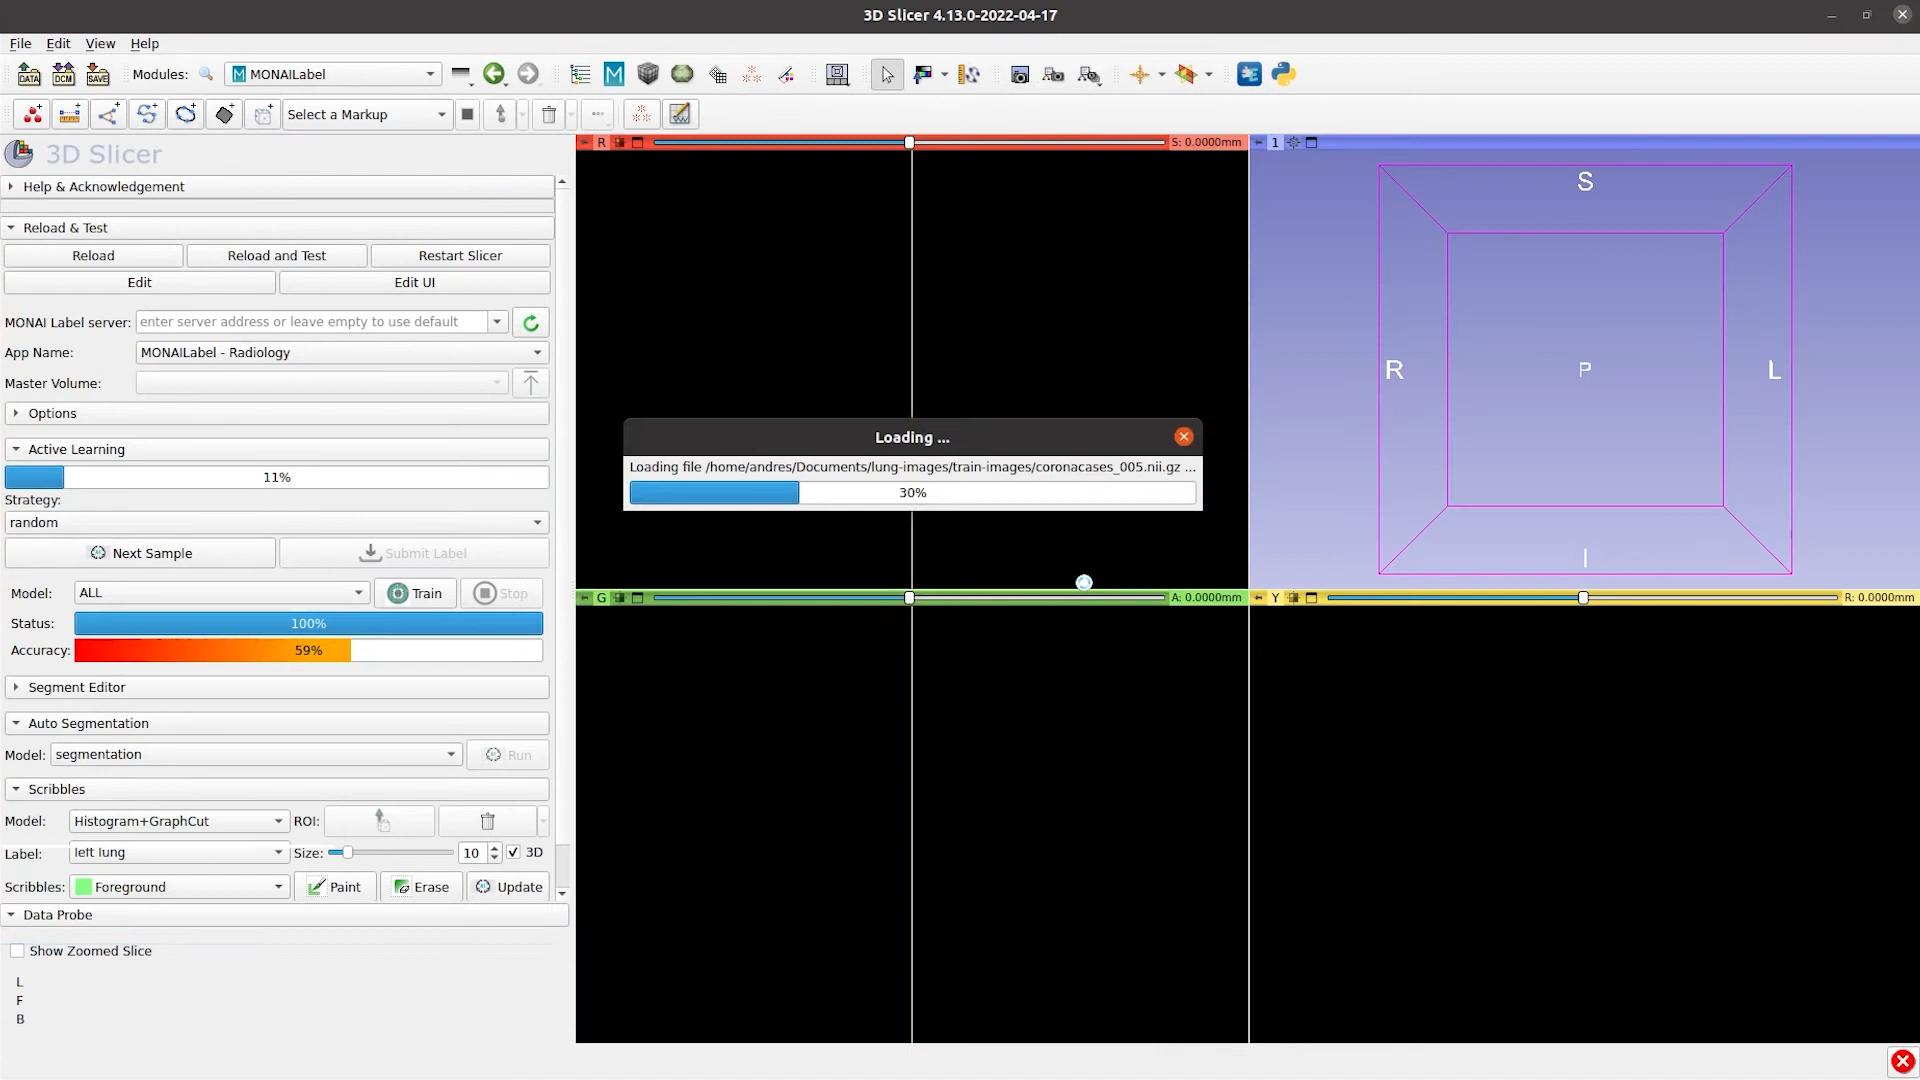 3D Slicer 4.13.0-2022-04-17
File Edit View Help
DATA DCM SAVE Modules: M MONAILabel M
Select a Markup
3D Slicer
R S: 0.0000mm
1
Help & Acknowledgement
Reload & Test
Reload Reload and Test Restart Slicer
Edit Edit UI
MONAI Label server: enter server address or leave empty to use default
App Name: MONAILabel - Radiology
Master Volume:
Options
Active Learning
11%
Strategy:
random
Next Sample Submit Label
Model: ALL Train Stop
Status: 100%
Accuracy: 59%
Segment Editor
Auto Segmentation
Model: segmentation Run
Scribbles
Model: Histogram+GraphCut ROI:
Label: left lung Size: 10 3D
Scribbles: Foreground Paint Erase Update
Data Probe
Show Zoomed Slice
L
F
B
Loading ...
Loading file /home/andres/Documents/lung-images/train-images/coronacases_005.nii.gz ...
30%
S
R P L
I
G A: 0.0000mm
Y R: 0.0000mm